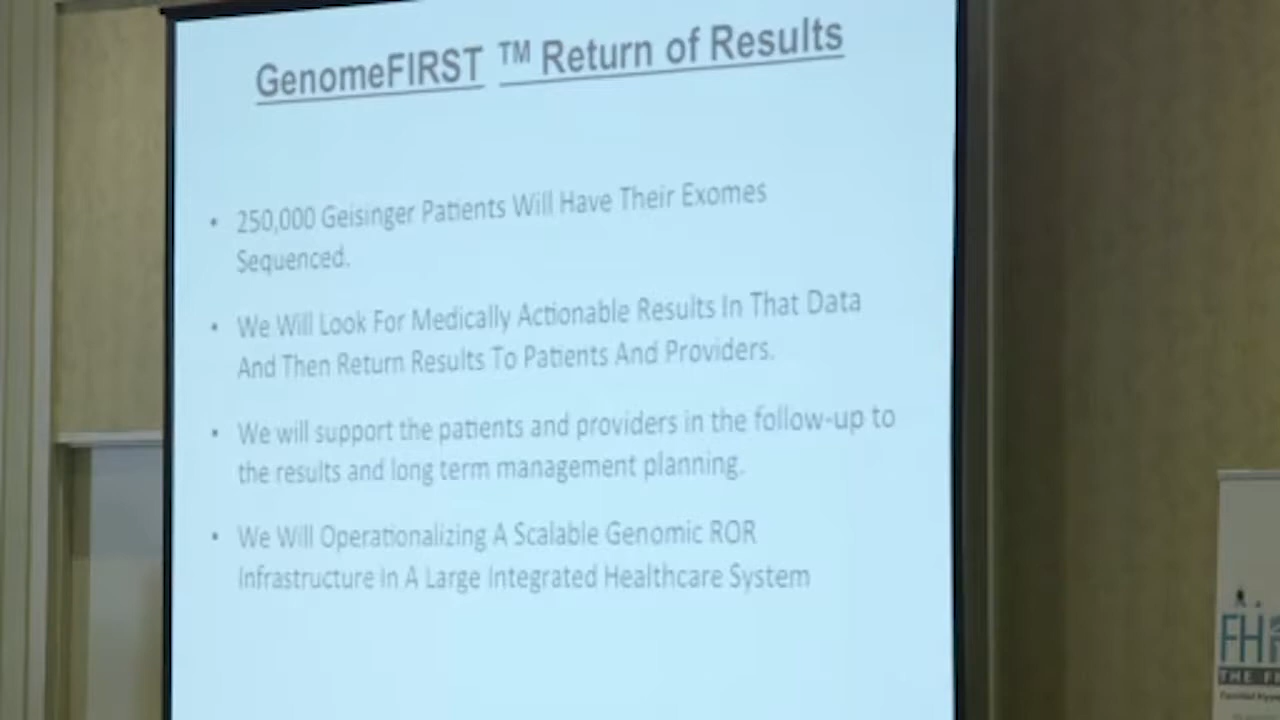 GenomeFIRST ™ Return of Results
• 250,000 Geisinger Patients Will Have Their Exomes
Sequenced.
• We Will Look For Medically Actionable Results In That Data
And Then Return Results To Patients And Providers.
• We will support the patients and providers in the follow-up to
the results and long term management planning.
• We Will Operationalizing A Scalable Genomic ROR
Infrastructure In A Large Integrated Healthcare System
FH
THE